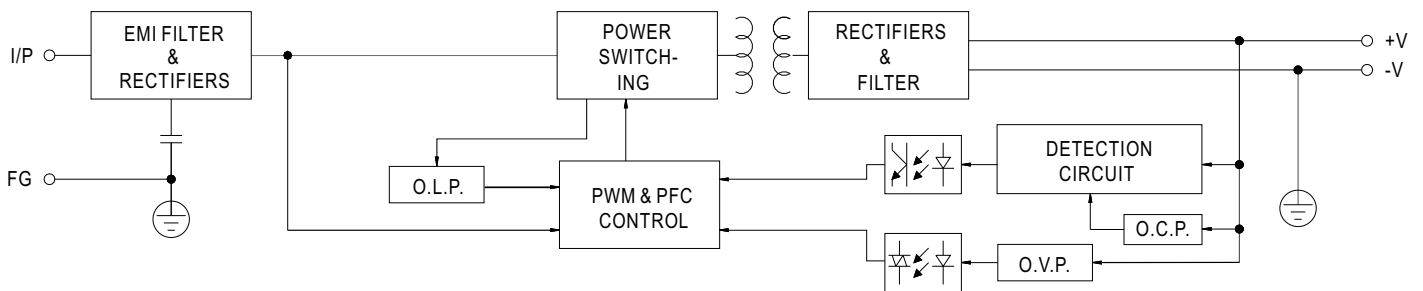 I/P
EMI FILTER
&
RECTIFIERS
POWER
SWITCH-
ING
RECTIFIERS
&
FILTER
+V
-V
FG
O.L.P.
PWM & PFC
CONTROL
DETECTION
CIRCUIT
O.C.P.
O.V.P.